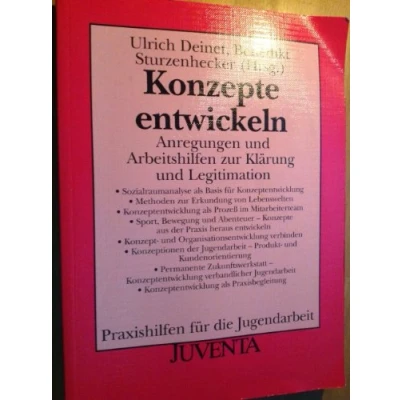 Ulrich Deinet, Benedikt
Sturzenhecker (Hrsg.)
Konzepte
entwickeln
Anregungen und
Arbeitshilfen zur Klärung
und Legitimation
• Sozialraumanalyse als Basis für Konzeptentwicklung
• Methoden zur Erkundung von Lebenswelten
• Konzeptentwicklung als Prozeß im Mitarbeiterteam
• Sport, Bewegung und Abenteuer – Konzepte
aus der Praxis heraus entwickeln
• Konzept- und Organisationsentwicklung verbinden
• Konzeptionen der Jugendarbeit – Produkt- und
Kundenorientierung
• Permanente Zukunftswerkstatt –
Konzeptentwicklung verbandlicher Jugendarbeit
• Konzeptentwicklung als Praxisbegleitung
Praxishilfen für die Jugendarbeit
JUVENTA